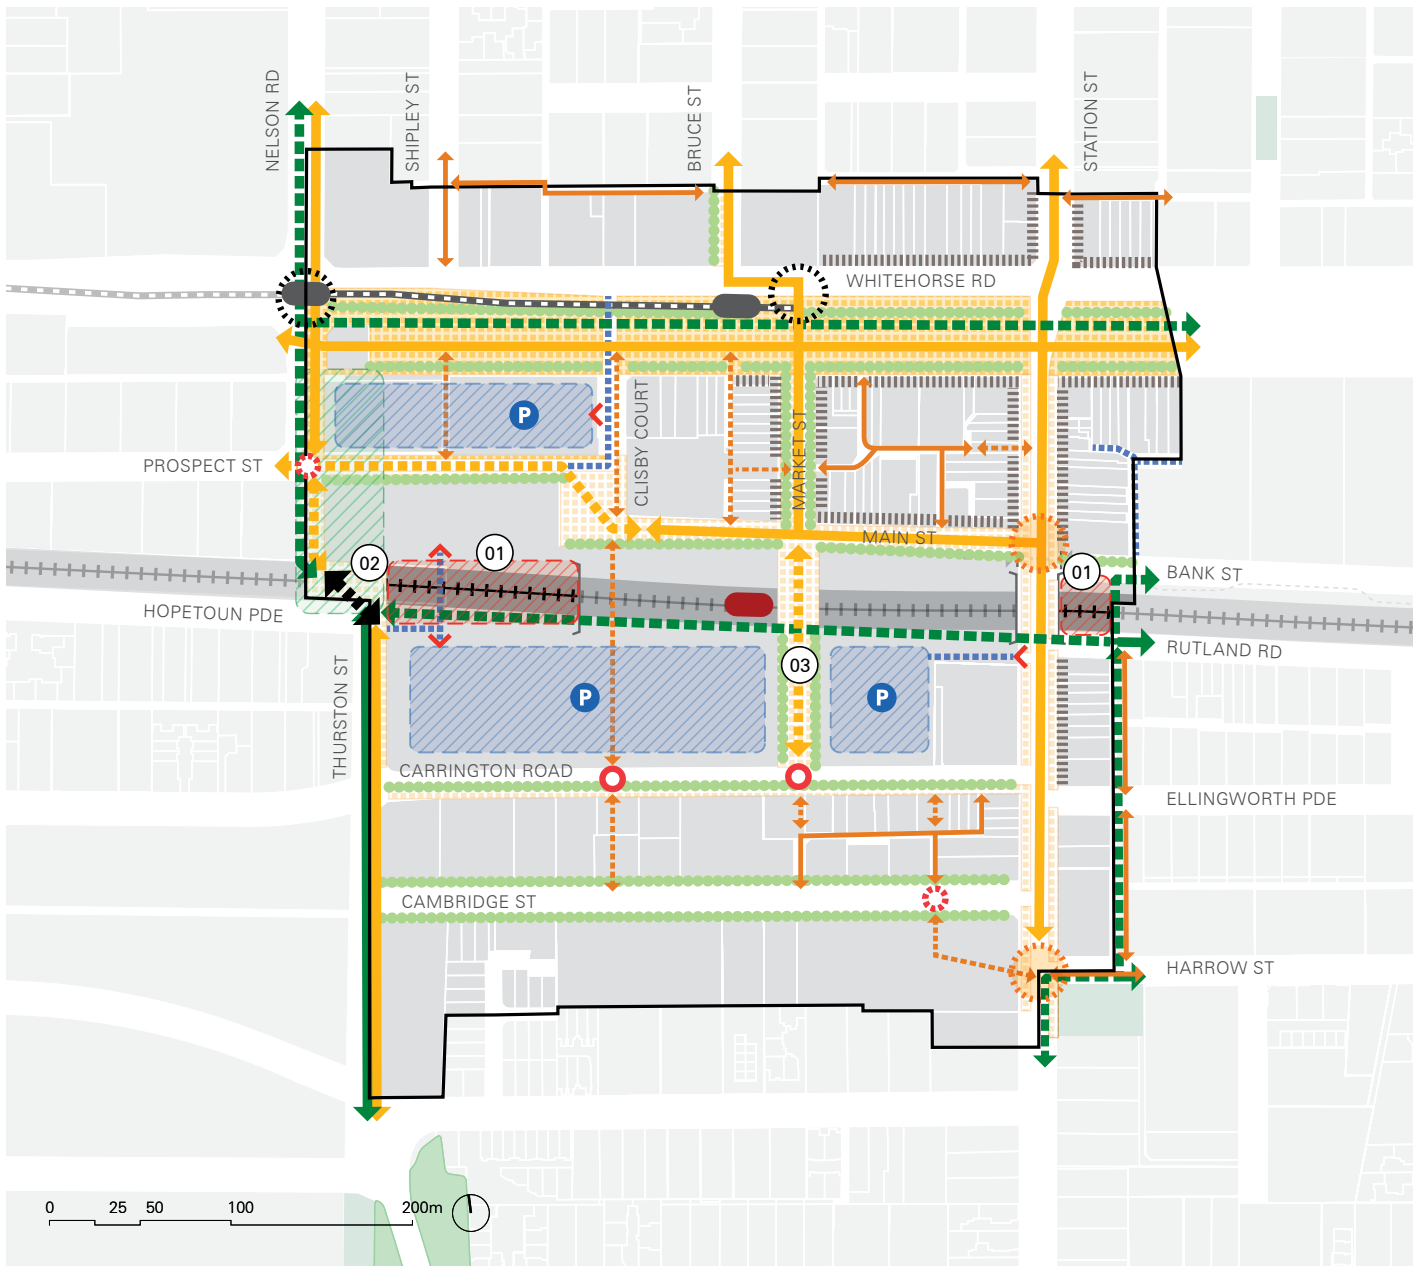 NELSON RD
SHIPLEY ST
BRUCE ST
STATION ST
WHITEHORSE RD
P
CLISBY COURT
MARKET ST
PROSPECT ST
MAIN ST
01
02
01
BANK ST
HOPETOUN PDE
RUTLAND RD
03
THURSTON ST
P
P
CARRINGTON ROAD
ELLINGWORTH PDE
CAMBRIDGE ST
HARROW ST
0 25 50 100 200m